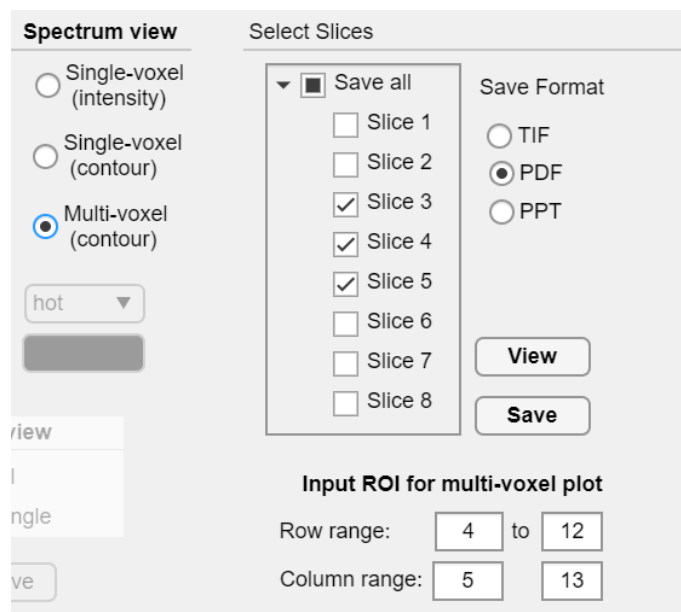 Spectrum view
Single-voxel
(intensity)
Single-voxel
(contour)
Multi-voxel
(contour)
hot
view
Select Slices
Save all
Slice 1
Slice 2
Slice 3
Slice 4
Slice 5
Slice 6
Slice 7
Slice 8
Save Format
TIF
PDF
PPT
View
Save
Input ROI for multi-voxel plot
Row range: 4 to 12
Column range: 5 13